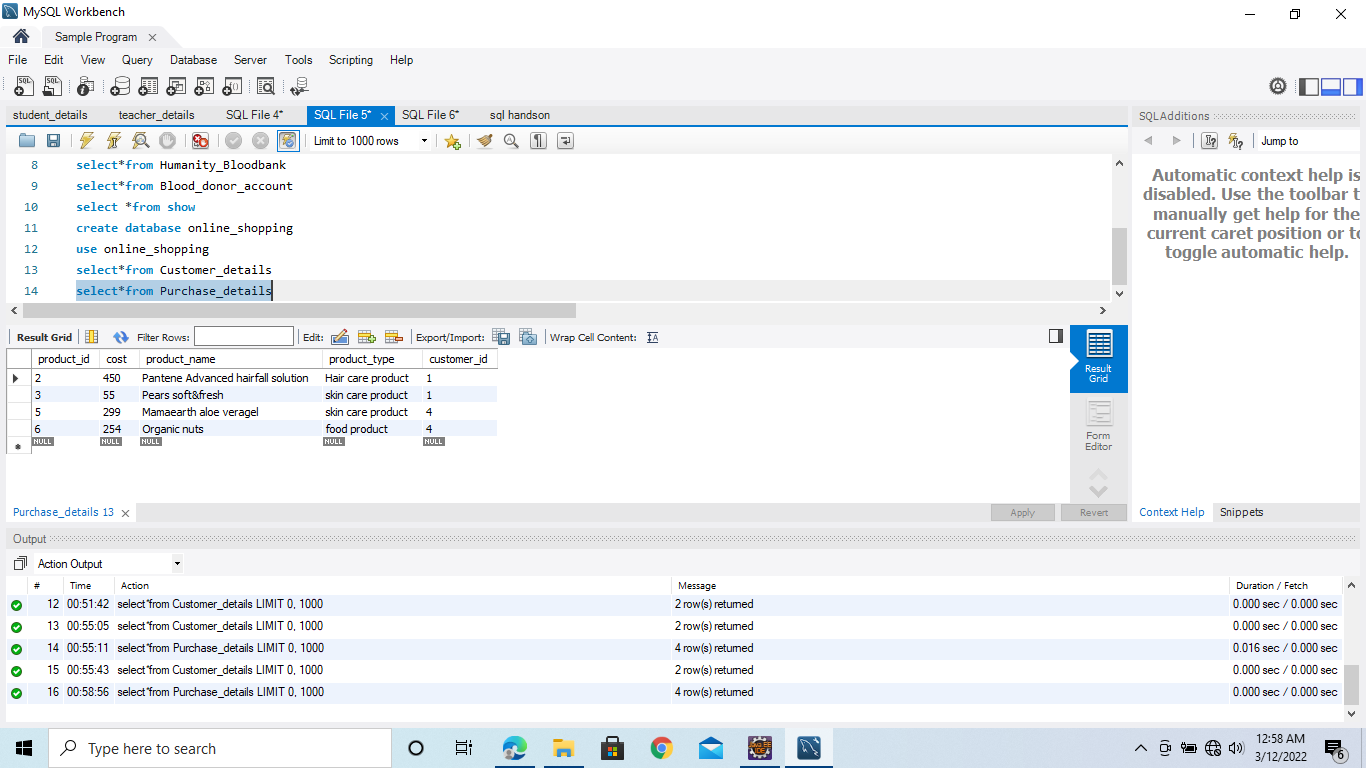 MySQL Workbench
Sample Program
File Edit View Query Database Server Tools Scripting Help
student_details teacher_details SQL File 4* SQL File 5* SQL File 6* sql handson
SQLAdditions
Limit to 1000 rows
Jump to
8 select*from Humanity_Bloodbank
9 select*from Blood_donor_account
10 select *from show
11 create database online_shopping
12 use online_shopping
13 select*from Customer_details
14 select*from Purchase_details
Automatic context help is
disabled. Use the toolbar t
manually get help for the
current caret position or to
toggle automatic help.
Result Grid Filter Rows: Edit: Export/Import: Wrap Cell Content:
product_id cost product_name product_type customer_id
2 450 Pantene Advanced hairfall solution Hair care product 1
3 55 Pears soft&fresh skin care product 1
5 299 Mamaearth aloe veragel skin care product 4
6 254 Organic nuts food product 4
NULL NULL NULL NULL NULL
Result
Grid
Form
Editor
Purchase_details 13
Apply Revert
Context Help Snippets
Output
Action Output
# Time Action Message Duration / Fetch
12 00:51:42 select*from Customer_details LIMIT 0, 1000 2 row(s) returned 0.000 sec / 0.000 sec
13 00:55:05 select*from Customer_details LIMIT 0, 1000 2 row(s) returned 0.000 sec / 0.000 sec
14 00:55:11 select*from Purchase_details LIMIT 0, 1000 4 row(s) returned 0.016 sec / 0.000 sec
15 00:55:43 select*from Customer_details LIMIT 0, 1000 2 row(s) returned 0.000 sec / 0.000 sec
16 00:58:56 select*from Purchase_details LIMIT 0, 1000 4 row(s) returned 0.000 sec / 0.000 sec
Type here to search
12:58 AM
3/12/2022
6